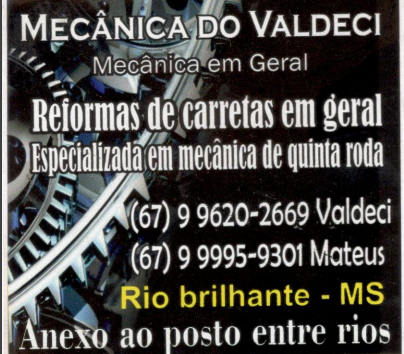 MECÂNICA DO VALDECI
Mecânica em Geral
Reformas de carretas em geral
Especializada em mecânica de quinta roda
(67) 9 9620-2669 Valdeci
(67) 9 9995-9301 Mateus
Rio brilhante - MS
Anexo ao posto entre rios